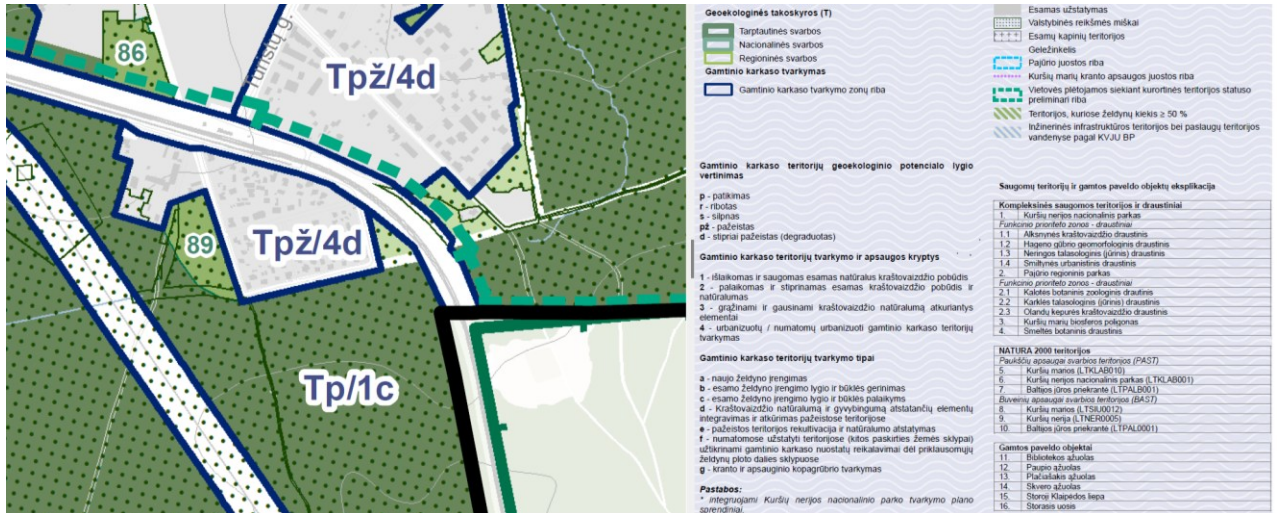 86
Turistų g.
Tpž/4d
89
Tpž/4d
Tp/1c
Geoekologinės takoskyros (T)
Tarptautinės svarbos
Nacionalinės svarbos
Regioninės svarbos
Gamtinio karkaso tvarkymas
Gamtinio karkaso tvarkymo zonų riba
Gamtinio karkaso teritorijų geoekologinio potencialo lygio
vertinimas
p - patikimas
r - ribotas
s - silpnas
pž - pažeistas
d - stipriai pažeistas (degraduotas)
Gamtinio karkaso teritorijų tvarkymo ir apsaugos kryptys
1 - išlaikomas ir saugomas esamas natūralus kraštovaizdžio pobūdis
2 - palaikomas ir stiprinamas esamas kraštovaizdžio pobūdis ir
natūralumas
3 - grąžinami ir gausinami kraštovaizdžio natūralumą atkuriantys
elementai
4 - urbanizuotų / numatomų urbanizuoti gamtinio karkaso teritorijų
tvarkymas
Gamtinio karkaso teritorijų tvarkymo tipai
a - naujo želdyno įrengimas
b - esamo želdyno įrengimo lygio ir būklės gerinimas
c - esamo želdyno įrengimo lygio ir būklės palaikyms
d - Kraštovaizdžio natūralumą ir gyvybingumą atstatančių elementų
integravimas ir atkūrimas pažeistose teritorijose
e - pažeistos teritorijos rekultivacija ir natūralumo atstatymas
f - numatomose užstatyti teritorijose (kitos paskirties žemės sklypai)
užtikrinami gamtinio karkaso nuostatų reikalavimai dėl priklausomųjų
želdynų ploto dalies sklypuose
g - kranto ir apsauginio kopagūbrio tvarkymas
Pastabos:
* integruojami Kuršių nerijos nacionalinio parko tvarkymo plano
sprendiniai.
Esamas užstatymas
Valstybinės reikšmės miškai
Esamų kapinių teritorijos
Geležinkelis
Pajūrio juostos riba
Kuršių marių kranto apsaugos juostos riba
Vietovės plėtojamos siekiant kurortinės teritorijos statuso
preliminari riba
Teritorijos, kuriose želdynų kiekis ≥ 50 %
Inžinerinės infrastruktūros teritorijos bei paslaugų teritorijos
vandenyse pagal KVJU BP
Saugomų teritorijų ir gamtos paveldo objektų eksplikacija
Kompleksinės saugomos teritorijos ir draustiniai
1. Kuršių nerijos nacionalinis parkas
Funkcinio prioriteto zonos - draustiniai
1.1 Alksnynės kraštovaizdžio draustinis
1.2 Hageno gūbrio geomorfologinis draustinis
1.3 Neringos talasologinis (jūrinis) draustinis
1.4 Smiltynės urbanistinis draustinis
2. Pajūrio regioninis parkas
Funkcinio prioriteto zonos - draustiniai
2.1 Kalotės botaninis zoologinis drautinis
2.2 Karklės talasologinis (jūrinis) draustinis
2.3 Olandų kepurės kraštovaizdžio draustinis
3. Kuršių marių biosferos poligonas
4. Smeltės botaninis draustinis
NATURA 2000 teritorijos
Paukščių apsaugai svarbios teritorijos (PAST)
5. Kuršių marios (LTKLAB010)
6. Kuršių nerijos nacionalinis parkas (LTKLAB001)
7. Baltijos jūros priekrantė (LTPALB001)
Buveinių apsaugai svarbios teritorijos (BAST)
8. Kuršių marios (LTSIU0012)
9. Kuršių nerija (LTNER0005)
10. Baltijos jūros priekrantė (LTPAL0001)
Gamtos paveldo objektai
11. Bibliotekos ąžuolas
12. Paupio ąžuolas
13. Plačiašakis ąžuolas
14. Skvero ąžuolas
15. Storoji Klaipėdos liepa
16. Storasis uosis